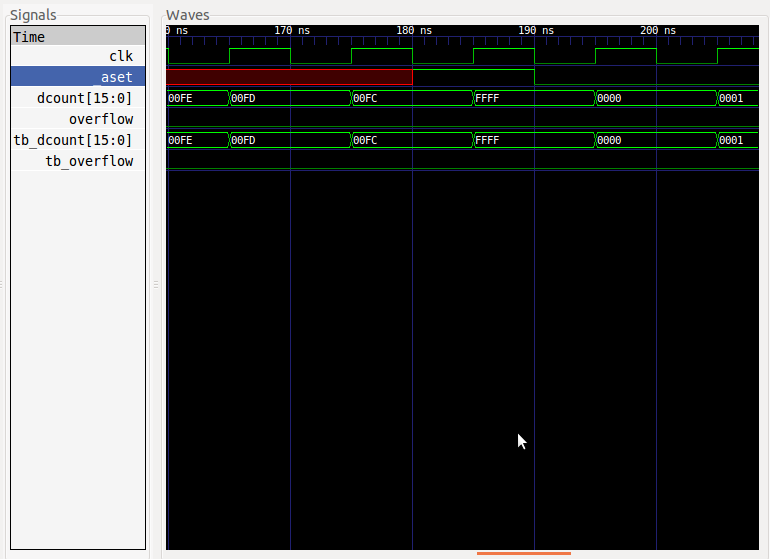 Signals
Waves
Time
0 ns 170 ns 180 ns 190 ns 200 ns
clk
_aset
dcount[15:0] 00FE 00FD 00FC FFFF 0000 0001
overflow
tb_dcount[15:0] 00FE 00FD 00FC FFFF 0000 0001
tb_overflow